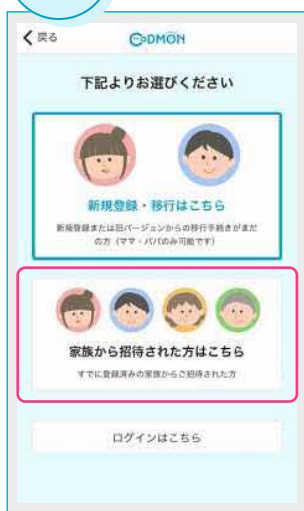 戻る
CoDMON
下記よりお選びください
新規登録・移行はこちら
新規登録または旧バージョンからの移行手続きがまだ
の方（ママ・パパのみ可能です）
家族から招待された方はこちら
すでに登録済みの家族からご招待された方
ログインはこちら